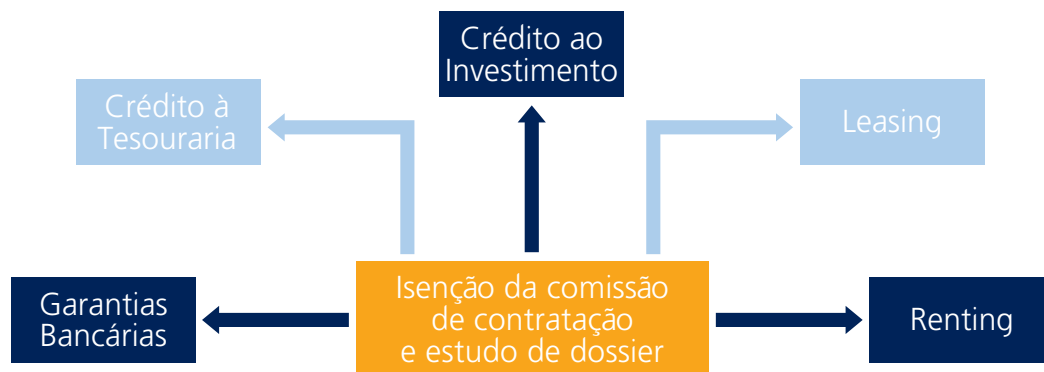 Crédito ao
Investimento
Crédito à
Tesouraria
Leasing
Garantias
Bancárias
Isenção da comissão
de contratação
e estudo de dossier
Renting